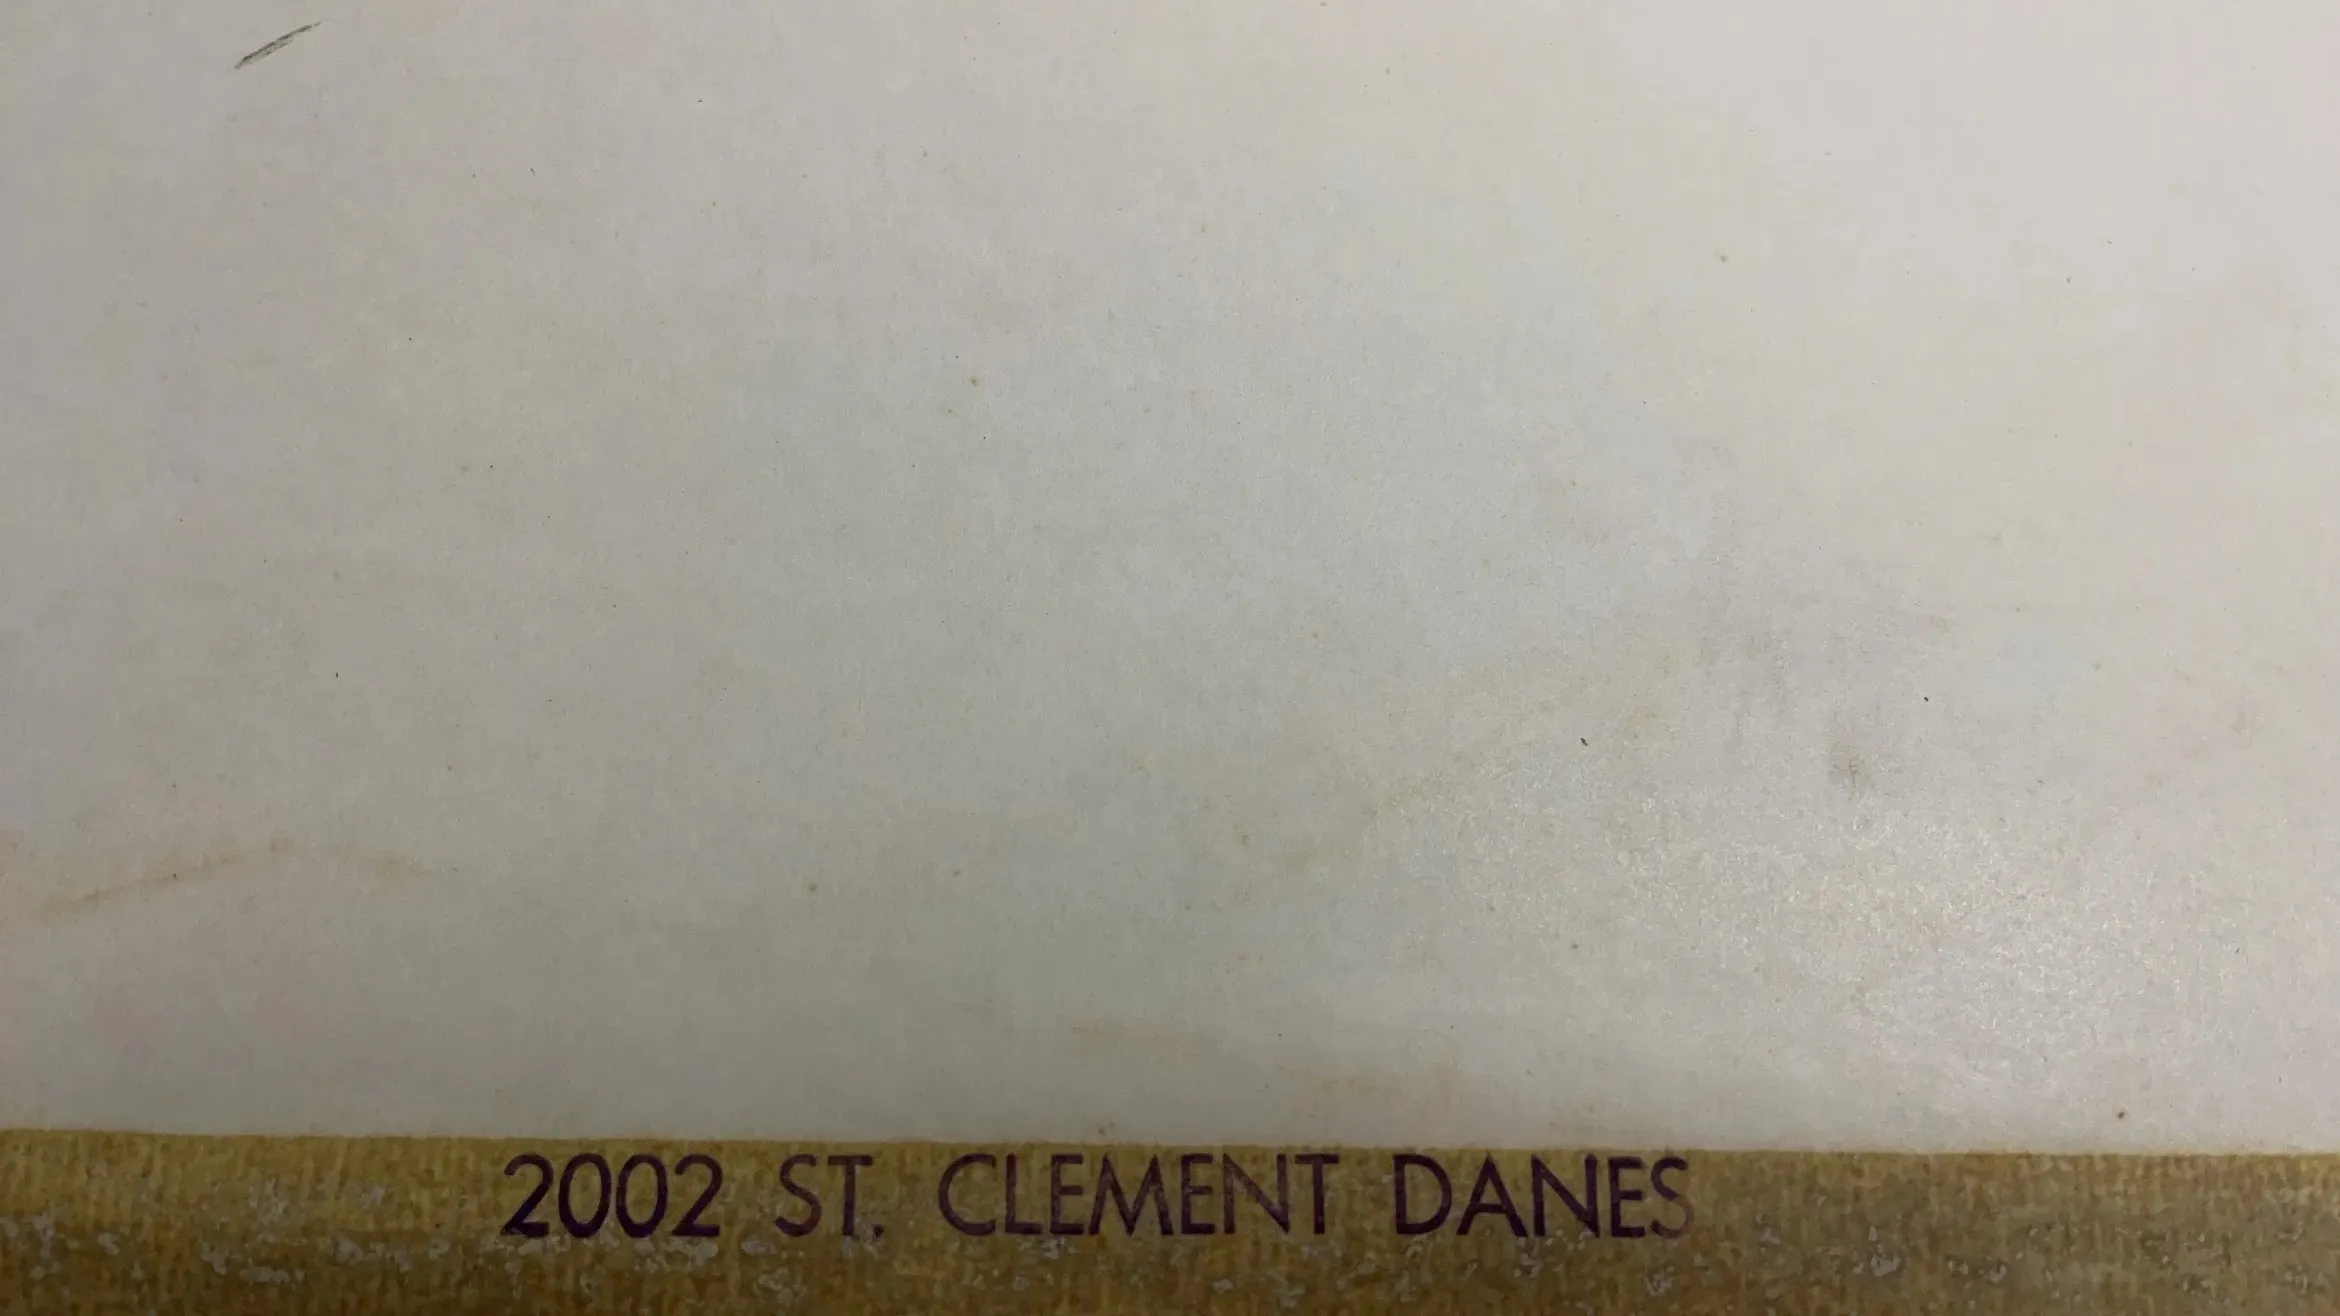 2002 ST. CLEMENT DANES